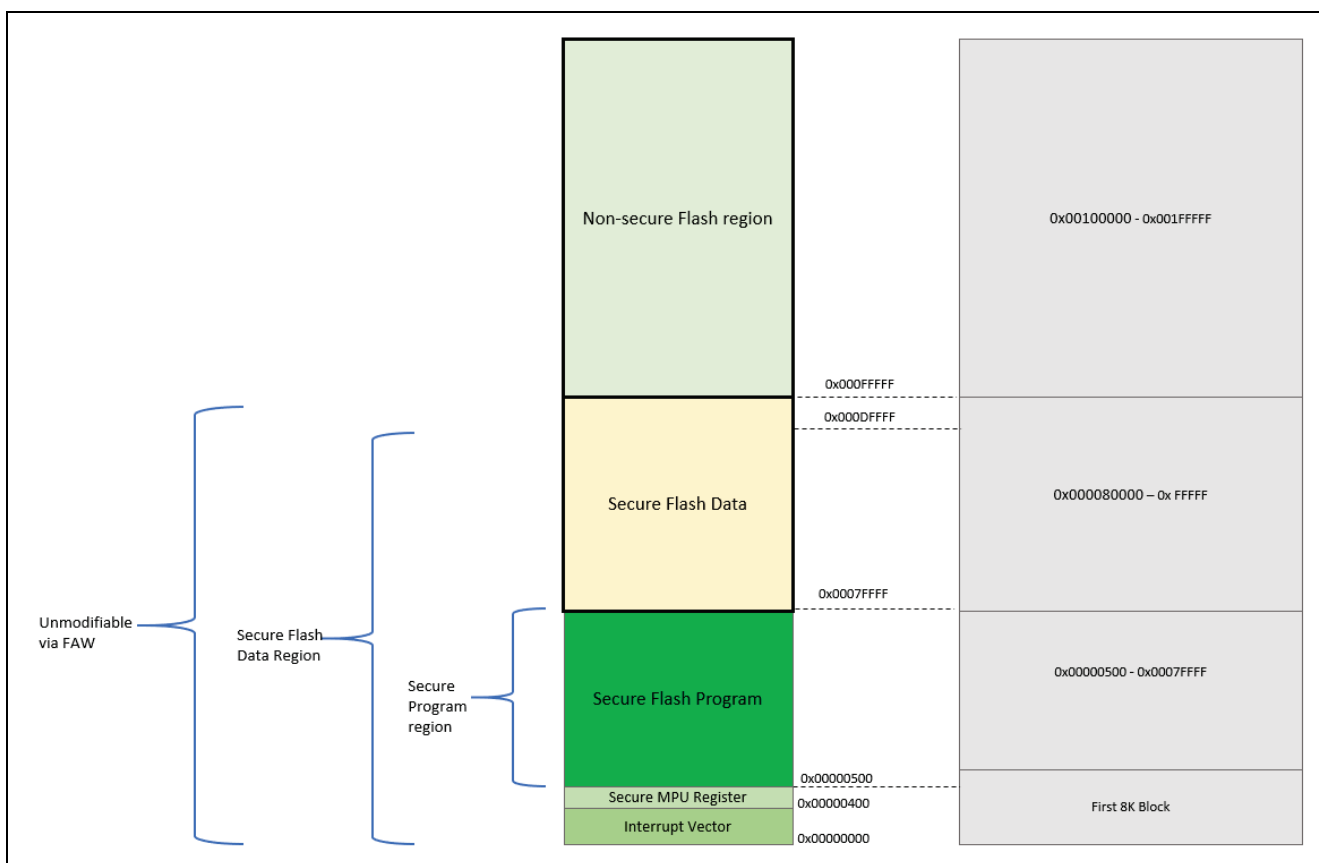 Non-secure Flash region
0x00100000 - 0x001FFFFF
0x000FFFFF
0x000DFFFF
Secure Flash Data
0x000080000 – 0x FFFFF
0x0007FFFF
Unmodifiable
via FAW
Secure Flash
Data Region
Secure
Program
region
Secure Flash Program
0x00000500 - 0x0007FFFF
0x00000500
Secure MPU Register
0x00000400
First 8K Block
Interrupt Vector
0x00000000